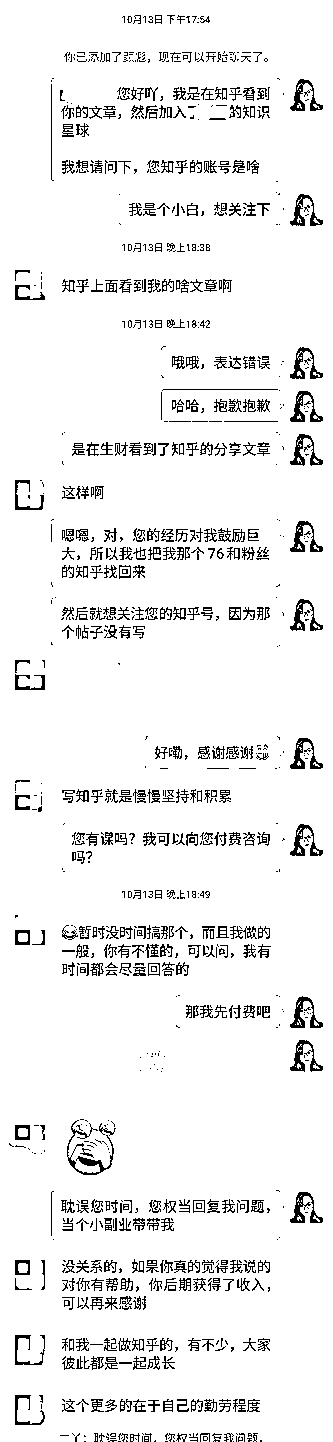 10月13日 下午17:54
你已添加了，现在可以开始聊天了。
您好吖，我是在知乎看到
你的文章，然后加入了的知识
星球
我想请问下，您知乎的账号是啥
我是个小白，想关注下
10月13日 晚上18:38
知乎上面看到我的啥文章啊
10月13日 晚上18:42
哦哦，表达错误
哈哈，抱歉抱歉
是在生财看到了知乎的分享文章
这样啊
嗯嗯，对，您的经历对我鼓励巨
大，所以我也把我那个 76 和粉丝
的知乎找回来
然后就想关注您的知乎号，因为那
个帖子没有写
好嘞，感谢感谢
写知乎就是慢慢坚持和积累
您有课吗？我可以向您付费咨询
吗？
10月13日 晚上18:49
暂时没时间搞那个，而且我做的
一般，你有不懂的，可以问，我有
时间都会尽量回答的
那我先付费吧
耽误您时间，您权当回复我问题，
当个小副业带带我
没关系的，如果你真的觉得我说的
对你有帮助，你后期获得了收入，
可以再来感谢
和我一起做知乎的，有不少，大家
彼此都是一起成长
这个更多的在于自己的勤劳程度
丫：耽误您时间，您权当回复我问题，